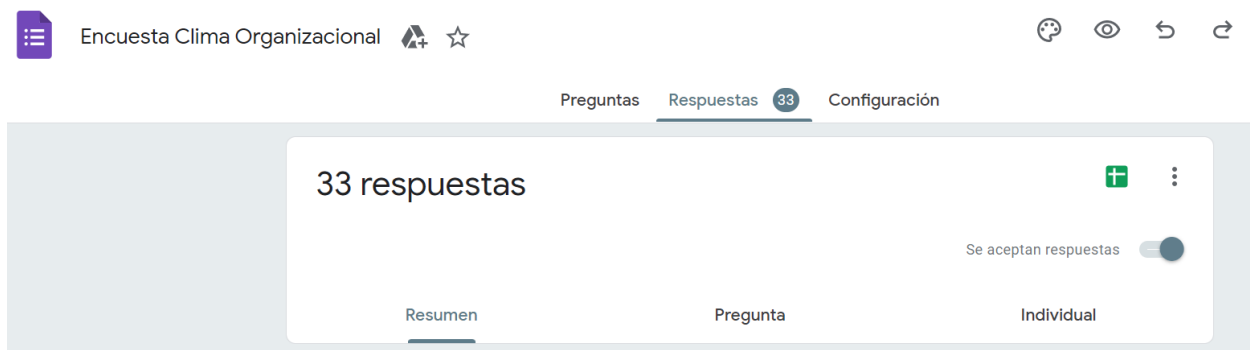 Encuesta Clima Organizacional
Preguntas Respuestas 33 Configuración
33 respuestas
Se aceptan respuestas
Resumen Pregunta Individual